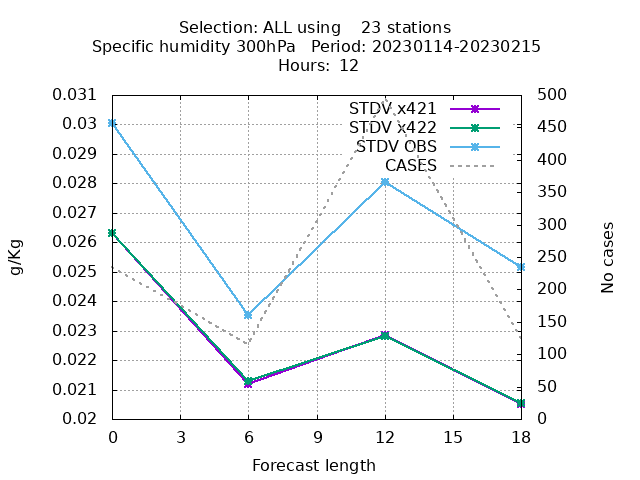 Selection: ALL using    23 stations
Specific humidity 300hPa   Period: 20230114-20230215
Hours: 12
0.031
0.03
0.029
0.028
0.027
0.026
0.025
0.024
0.023
0.022
0.021
0.02
g/Kg
STDV x421
STDV x422
STDV OBS
CASES
500
450
400
350
300
250
200
150
100
50
0
No cases
0 3 6 9 12 15 18
Forecast length